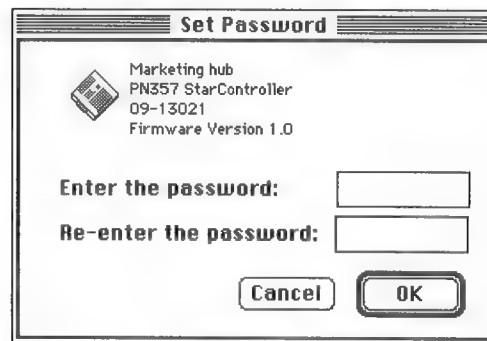 Set Password
Marketing hub
PN357 StarController
09-13021
Firmware Version 1.0
Enter the password:
Re-enter the password:
Cancel OK